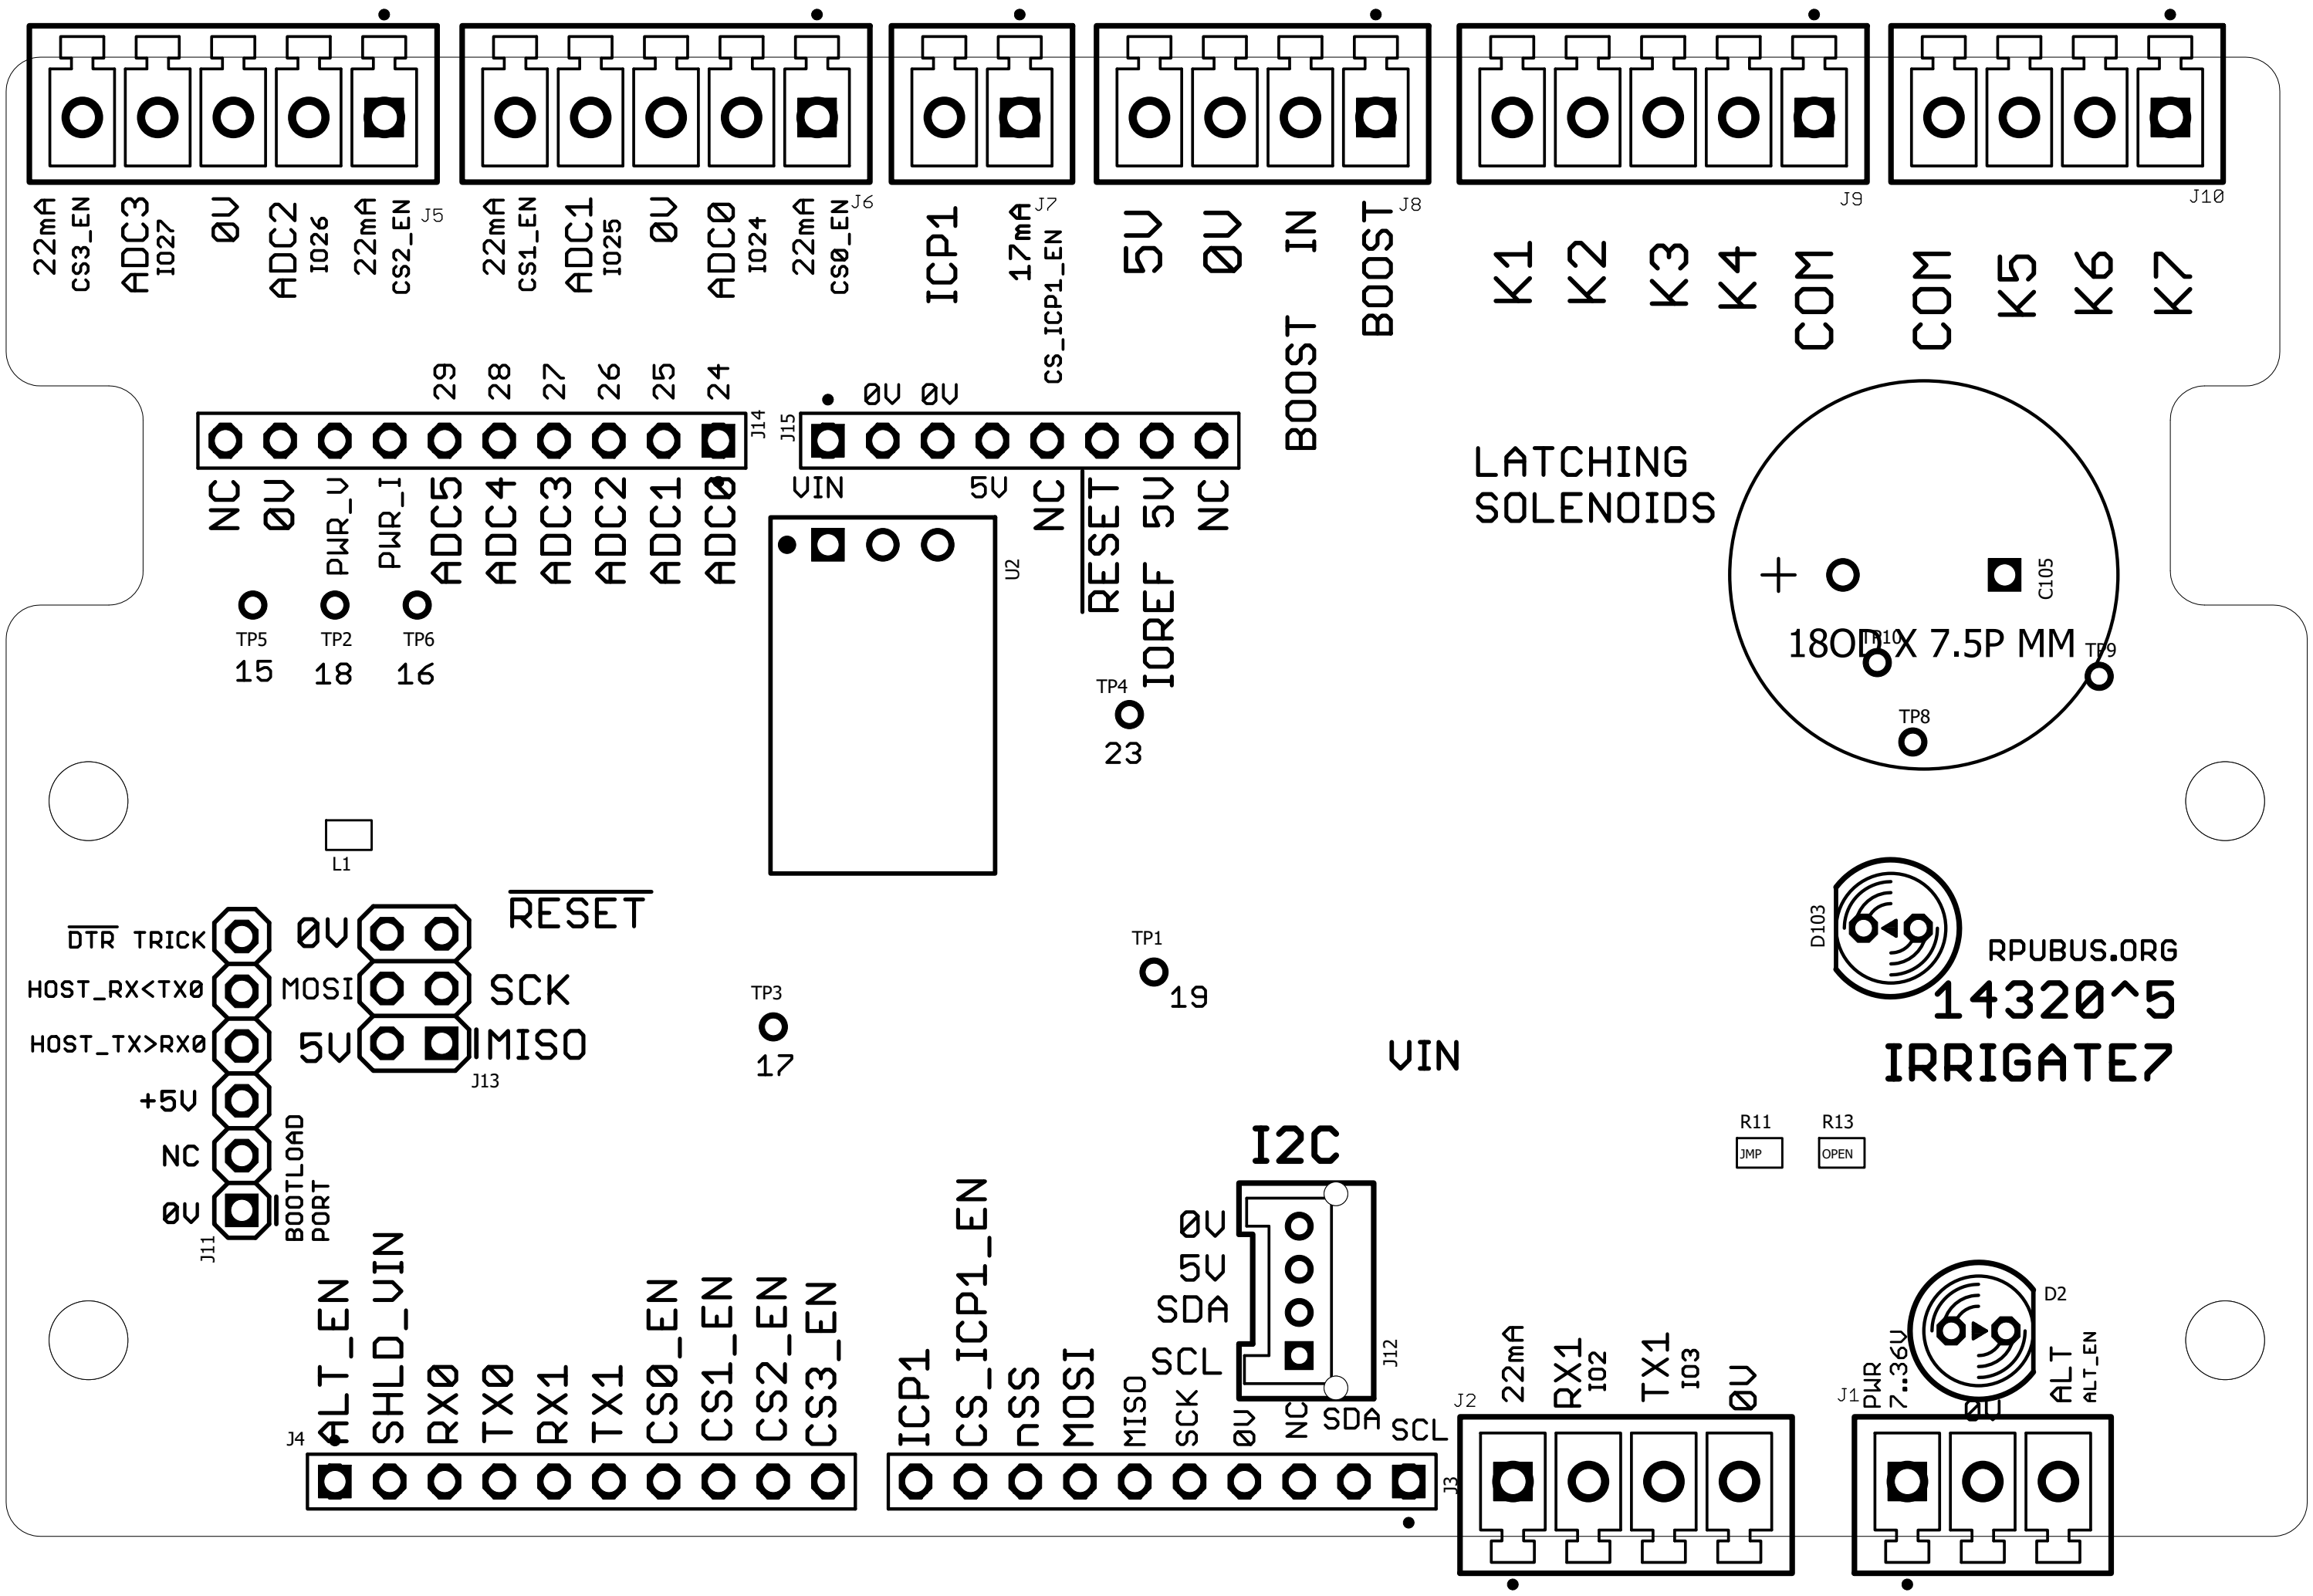 22mA
CS3_EN
ADC3
IO27
0V
ADC2
IO26
22mA
CS2_EN
J5
22mA
CS1_EN
ADC1
IO25
0V
ADC0
IO24
22mA
CS0_EN
J6
ICP1
17mA
CS_ICP1_EN
J7
5V
0V
BOOST IN
BOOST
J8
K1
K2
K3
K4
COM
J9
COM
K5
K6
K7
J10
29
28
27
26
25
24
J14
J15
0V
0V
NC
0V
PWR_V
PWR_I
ADC5
ADC4
ADC3
ADC2
ADC1
ADC0
VIN
5V
NC
RESET
IOREF 5V
NC
LATCHING
SOLENOIDS
U2
C105
+
18OD X 7.5P MM
TP10
TP9
TP8
TP5
15
TP2
18
TP6
16
TP4
23
L1
DTR TRICK
HOST_RX<TX0
HOST_TX>RX0
+5V
NC
0V
J11
BOOTLOAD
PORT
0V
MOSI
5V
RESET
SCK
MISO
J13
TP3
17
TP1
19
D103
RPUBUS.ORG
14320^5
IRRIGATE7
VIN
R11
JMP
R13
OPEN
I2C
0V
5V
SDA
SCL
J12
J4
ALT_EN
SHLD_VIN
RX0
TX0
RX1
TX1
CS0_EN
CS1_EN
CS2_EN
CS3_EN
ICP1
CS_ICP1_EN
nSS
MOSI
MISO
SCK
0V
NC
SDA
SCL
J3
J2
22mA
RX1
IO2
TX1
IO3
0V
J1
PWR
7..36V
0V
D2
ALT
ALT_EN